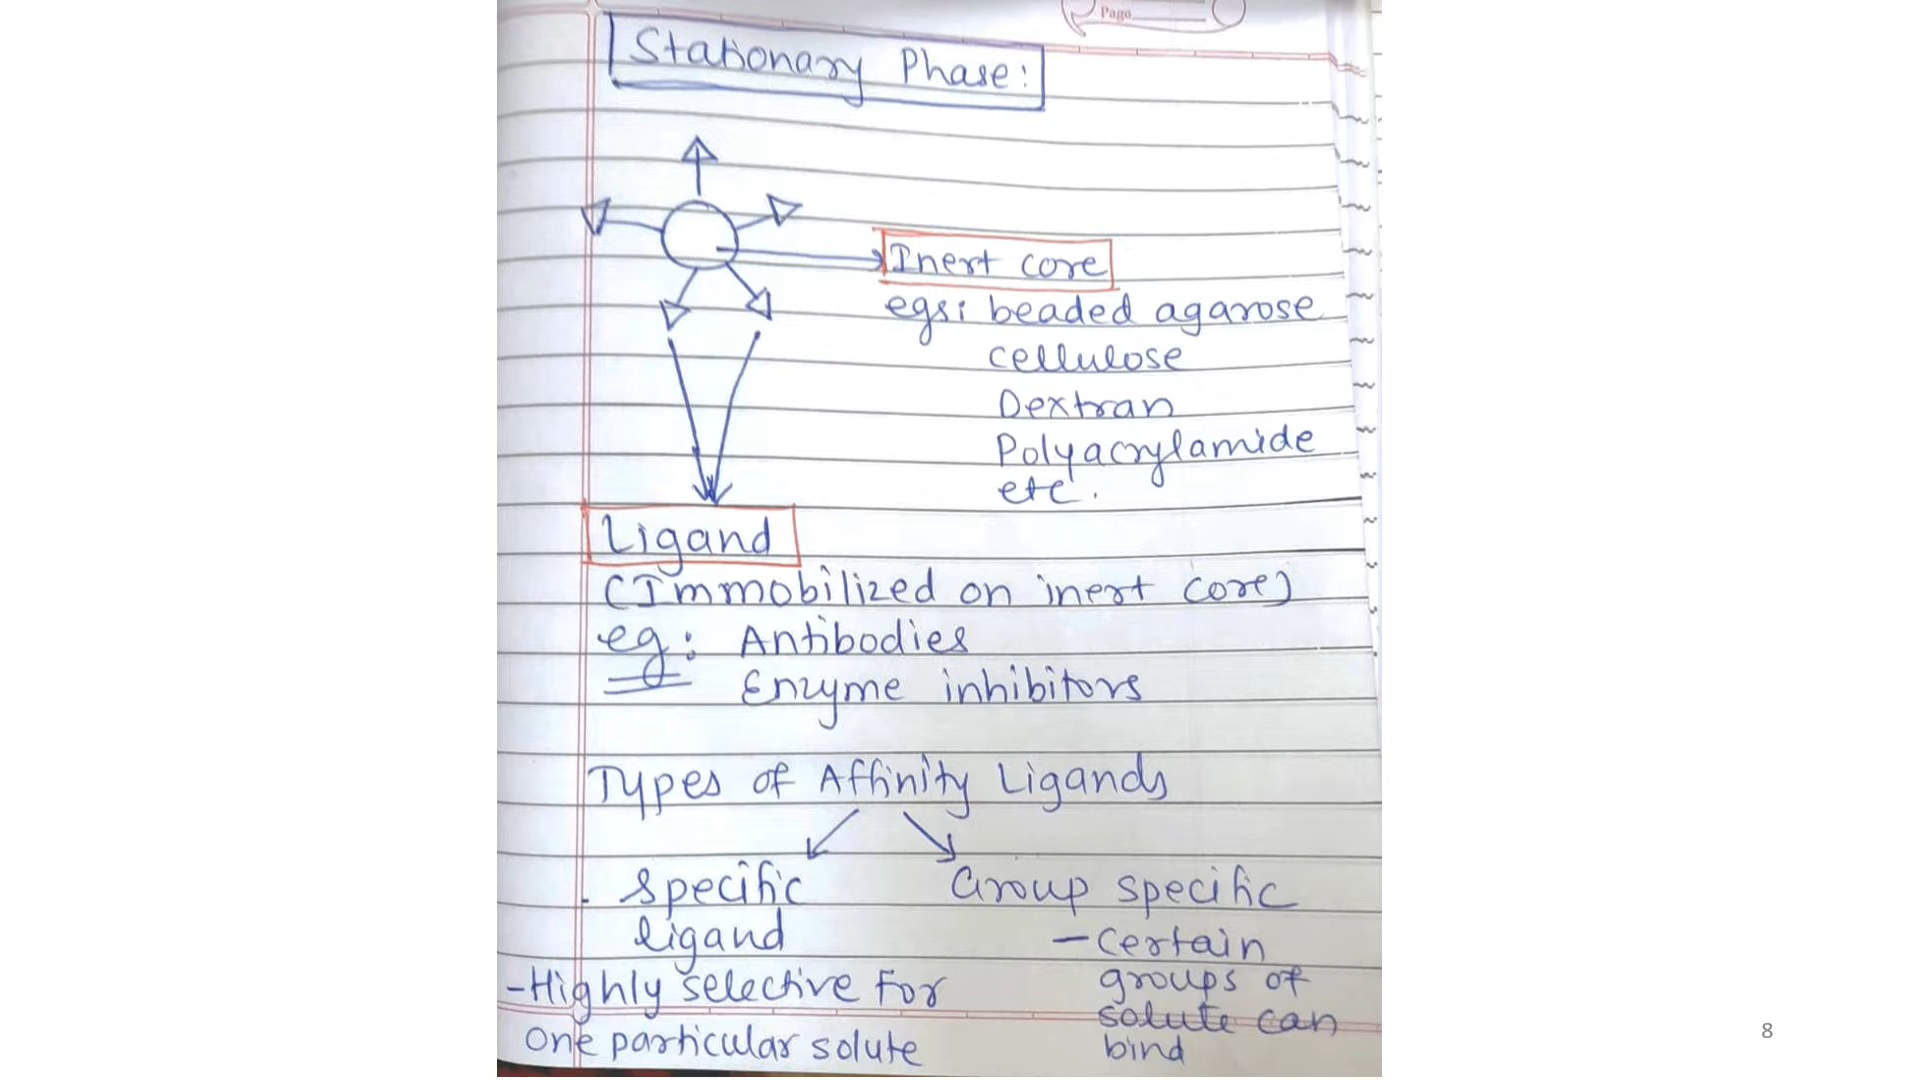 Page
Stationary Phase:
Inert core
egs: beaded agarose
cellulose
Dextran
Polyacrylamide
etc.
Ligand
(Immobilized on inert core)
eg: Antibodies
Enzyme inhibitors
Types of Affinity Ligands
Specific
ligand
-Highly selective For
one particular solute
Group specific
- certain
groups of
solute can
bind
8